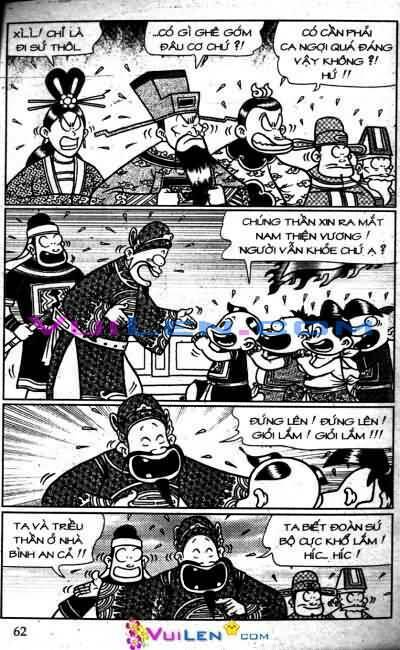 XÌ..Ì..! CHỈ LÀ
ĐI SỨ THÔI..
...CÓ GÌ GHÊ GỚM
ĐÂU CƠ CHỨ ?!
CÓ CẦN PHẢI
CA NGỢI QUÁ ĐÁNG
VẬY KHÔNG ?!
HỨ !!
CHÚNG THẦN XIN RA MẮT
NAM THIỆN VƯƠNG !
NGƯỜI VẪN KHỎE CHỨ Ạ ?
VUILEN.COM
ĐỨNG LÊN ! ĐỨNG LÊN !
GIỎI LẮM ! GIỎI LẮM !!!
TA VÀ TRIỀU
THẦN Ở NHÀ
BÌNH AN CẢ !!
TA BIẾT ĐOÀN SỨ
BỘ CỰC KHỔ LẮM !
HÍC... HÍC !
62
VUILEN.COM